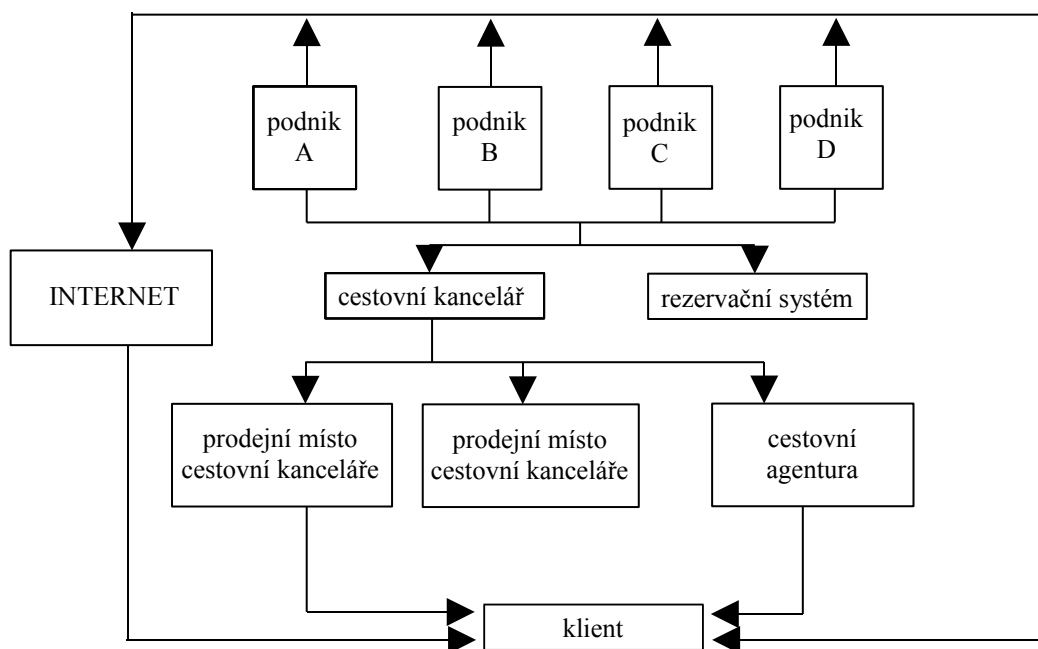 podnik
A
podnik
B
podnik
C
podnik
D
INTERNET
cestovní kancelář
rezervační systém
prodejní místo
cestovní kanceláře
prodejní místo
cestovní kanceláře
cestovní
agentura
klient